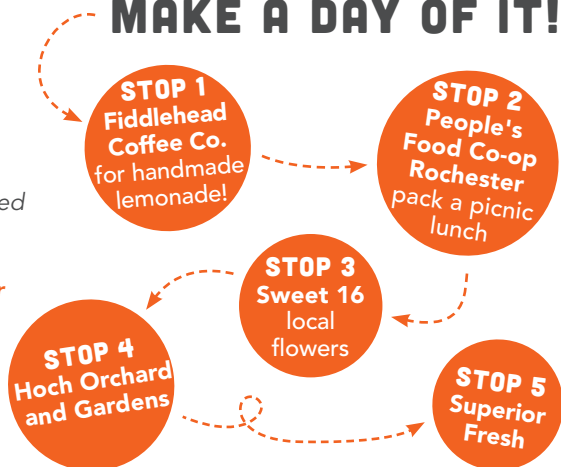 MAKE A DAY OF IT!
STOP 1
Fiddlehead
Coffee Co.
for handmade
lemonade!
STOP 2
People's
Food Co-op
Rochester
pack a picnic
lunch
STOP 3
Sweet 16
local
flowers
STOP 4
Hoch Orchard
and Gardens
STOP 5
Superior
Fresh